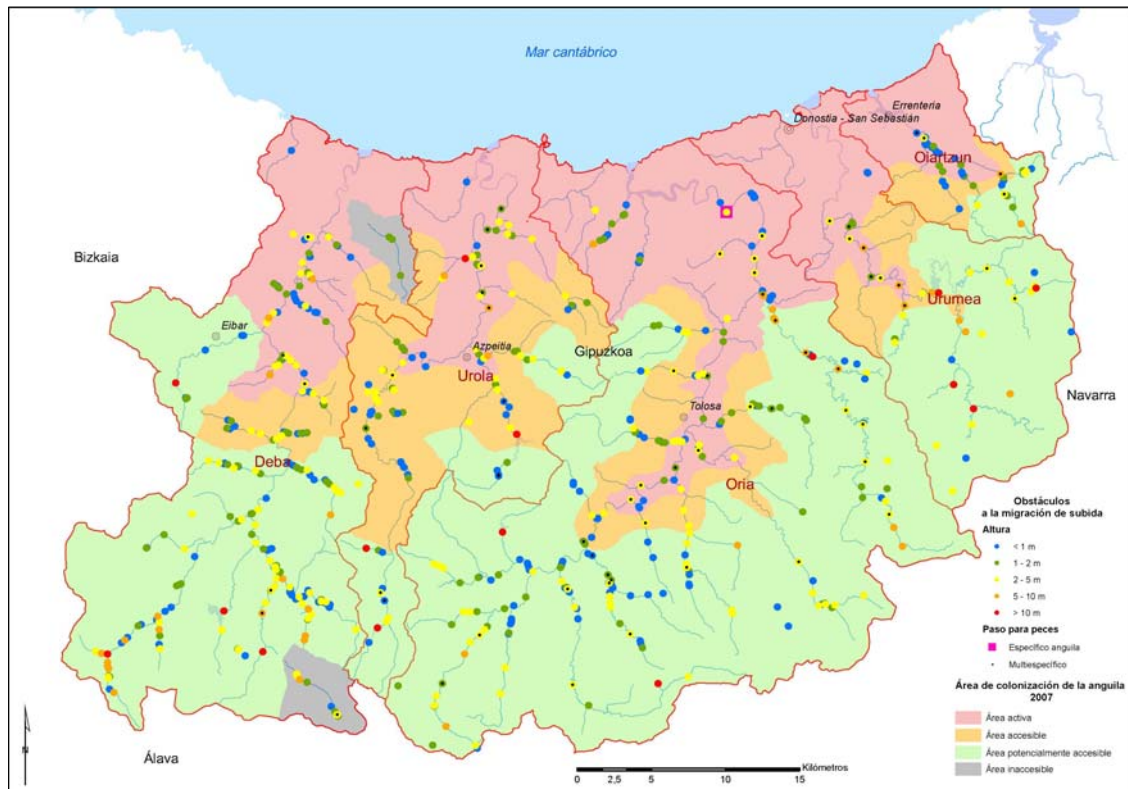 Mar cantábrico
Errenteria
Donostia - San Sebastián
Oiartzun
Bizkaia
Urumea
Eibar
Azpeitia
Gipuzkoa
Urola
Navarra
Tolosa
Deba
Oria
Obstáculos
a la migración de subida
Altura
< 1 m
1 - 2 m
2 - 5 m
5 - 10 m
> 10 m
Paso para peces
Específico anguila
Multiespecífico
Área de colonización de la anguila
2007
Área activa
Área accesible
Área potencialmente accesible
Área inaccesible
Álava
N
Kilómetros
0 2,5 5 10 15